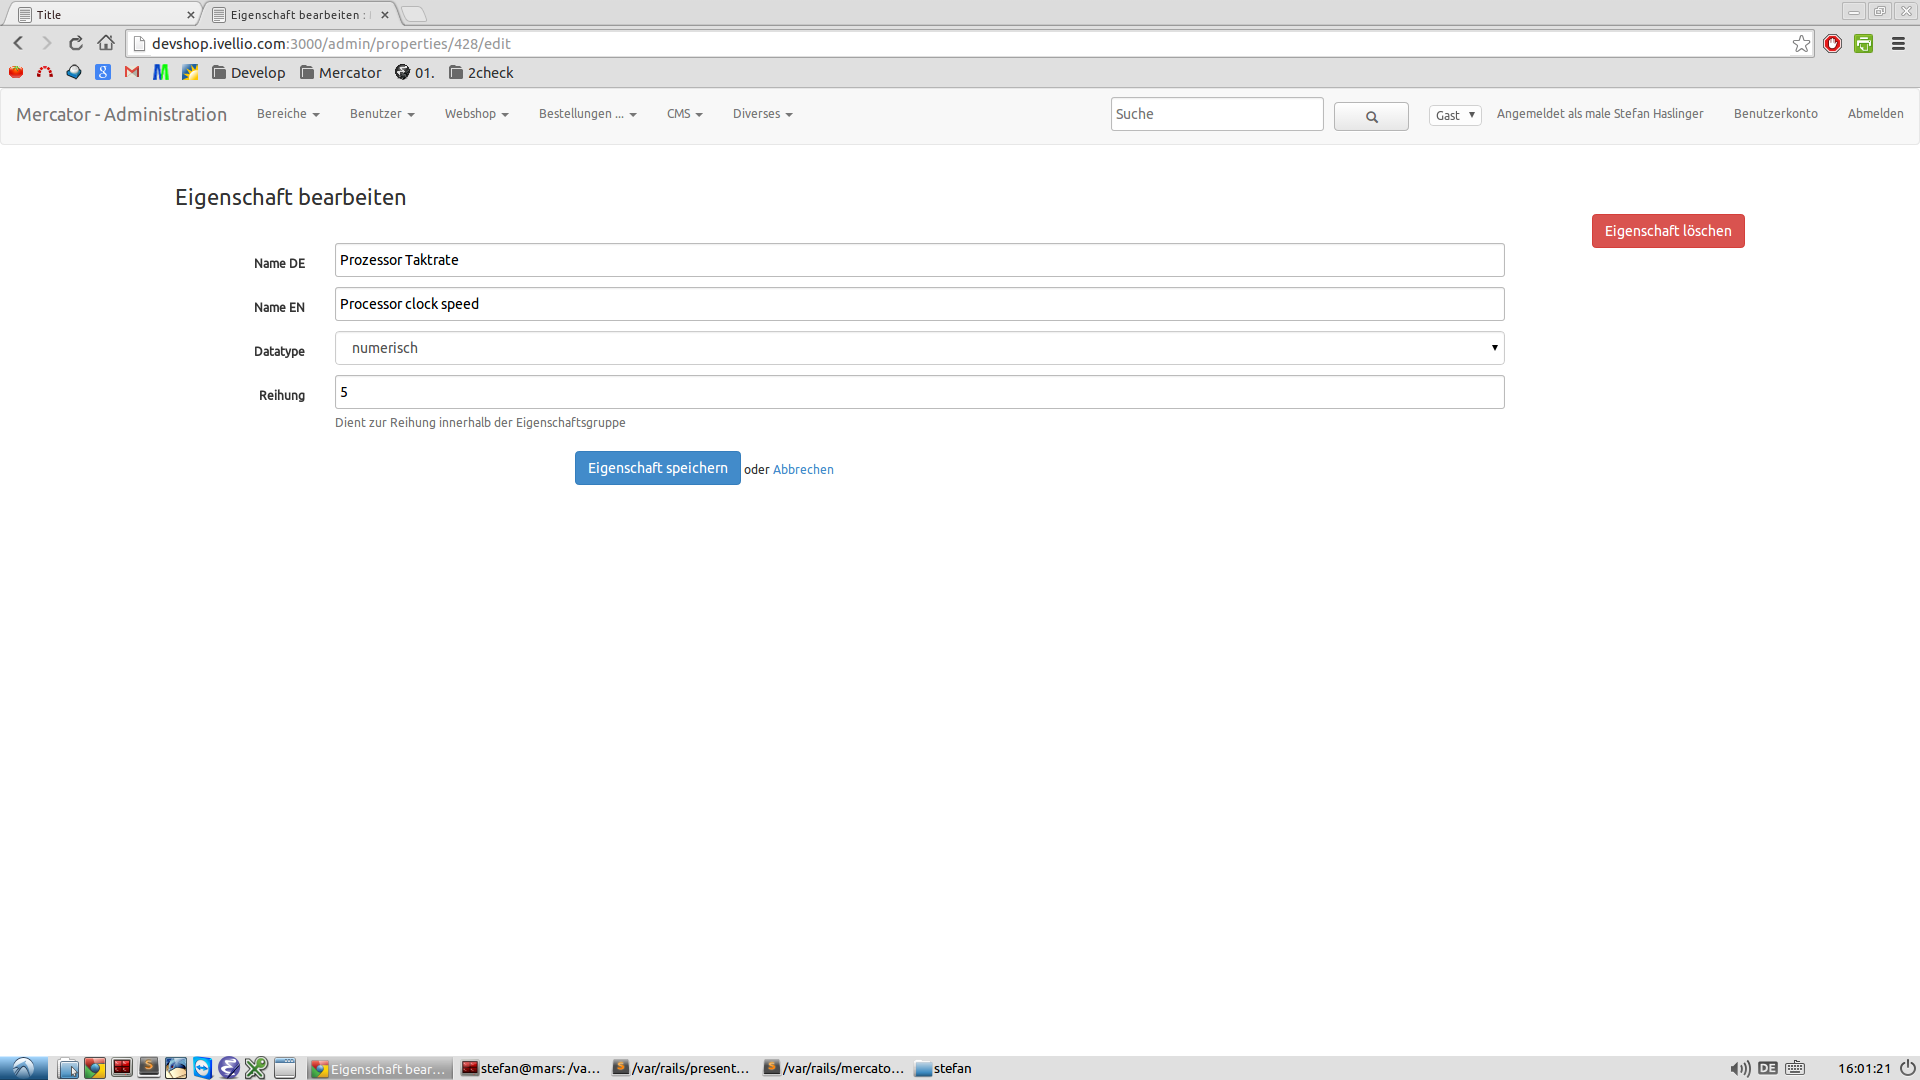 Title
Eigenschaft bearbeiten :
devshop.ivellio.com:3000/admin/properties/428/edit
Develop Mercator 01. 2check
Mercator - Administration Bereiche Benutzer Webshop Bestellungen ... CMS Diverses Suche Gast Angemeldet als male Stefan Haslinger Benutzerkonto Abmelden
Eigenschaft bearbeiten
Eigenschaft löschen
Name DE Prozessor Taktrate
Name EN Processor clock speed
Datatype numerisch
Reihung 5
Dient zur Reihung innerhalb der Eigenschaftsgruppe
Eigenschaft speichern oder Abbrechen
Eigenschaft bear... stefan@mars: /va... /var/rails/present... /var/rails/mercato... stefan DE 16:01:21